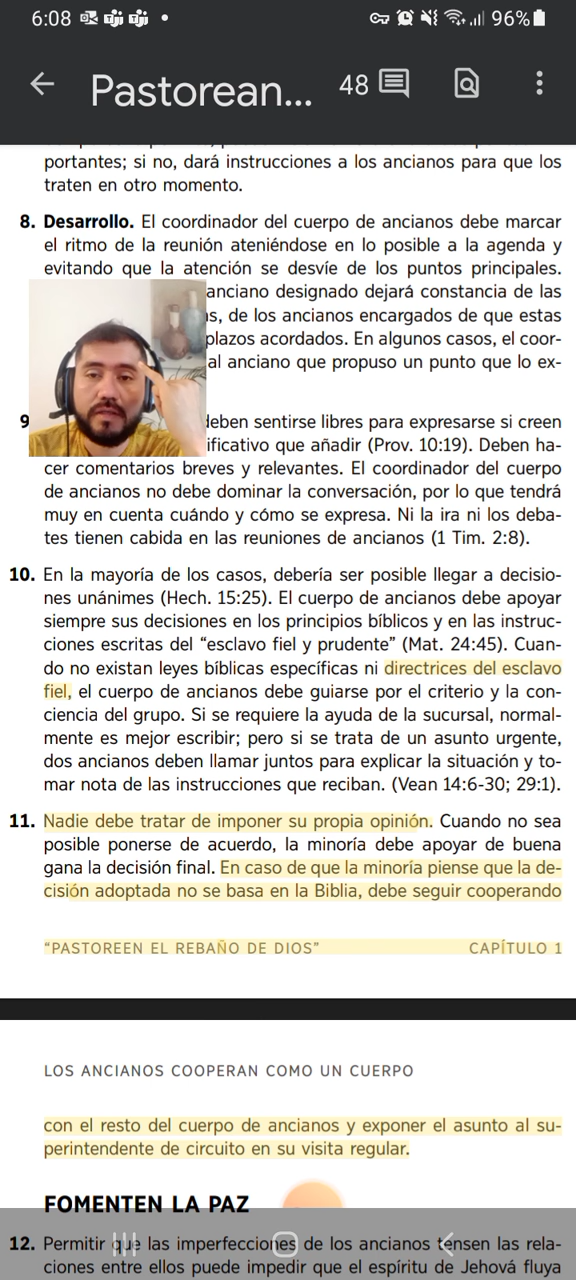 6:08
96%
Pastorean...
48
portantes; si no, dará instrucciones a los ancianos para que los
traten en otro momento.
8. Desarrollo. El coordinador del cuerpo de ancianos debe marcar
el ritmo de la reunión ateniéndose en lo posible a la agenda y
evitando que la atención se desvíe de los puntos principales.
anciano designado dejará constancia de las
s, de los ancianos encargados de que estas
plazos acordados. En algunos casos, el coor-
al anciano que propuso un punto que lo ex-
9
deben sentirse libres para expresarse si creen
ificativo que añadir (Prov. 10:19). Deben ha-
cer comentarios breves y relevantes. El coordinador del cuerpo
de ancianos no debe dominar la conversación, por lo que tendrá
muy en cuenta cuándo y cómo se expresa. Ni la ira ni los deba-
tes tienen cabida en las reuniones de ancianos (1 Tim. 2:8).
10. En la mayoría de los casos, debería ser posible llegar a decisio-
nes unánimes (Hech. 15:25). El cuerpo de ancianos debe apoyar
siempre sus decisiones en los principios bíblicos y en las instruc-
ciones escritas del “esclavo fiel y prudente” (Mat. 24:45). Cuan-
do no existan leyes bíblicas específicas ni directrices del esclavo
fiel, el cuerpo de ancianos debe guiarse por el criterio y la con-
ciencia del grupo. Si se requiere la ayuda de la sucursal, normal-
mente es mejor escribir; pero si se trata de un asunto urgente,
dos ancianos deben llamar juntos para explicar la situación y to-
mar nota de las instrucciones que reciban. (Vean 14:6-30; 29:1).
11. Nadie debe tratar de imponer su propia opinión. Cuando no sea
posible ponerse de acuerdo, la minoría debe apoyar de buena
gana la decisión final. En caso de que la minoría piense que la de-
cisión adoptada no se basa en la Biblia, debe seguir cooperando
“PASTOREEN EL REBAÑO DE DIOS” CAPÍTULO 1
LOS ANCIANOS COOPERAN COMO UN CUERPO
con el resto del cuerpo de ancianos y exponer el asunto al su-
perintendente de circuito en su visita regular.
FOMENTEN LA PAZ
12. Permitir que las imperfecciones de los ancianos tensen las rela-
ciones entre ellos puede impedir que el espíritu de Jehová fluya